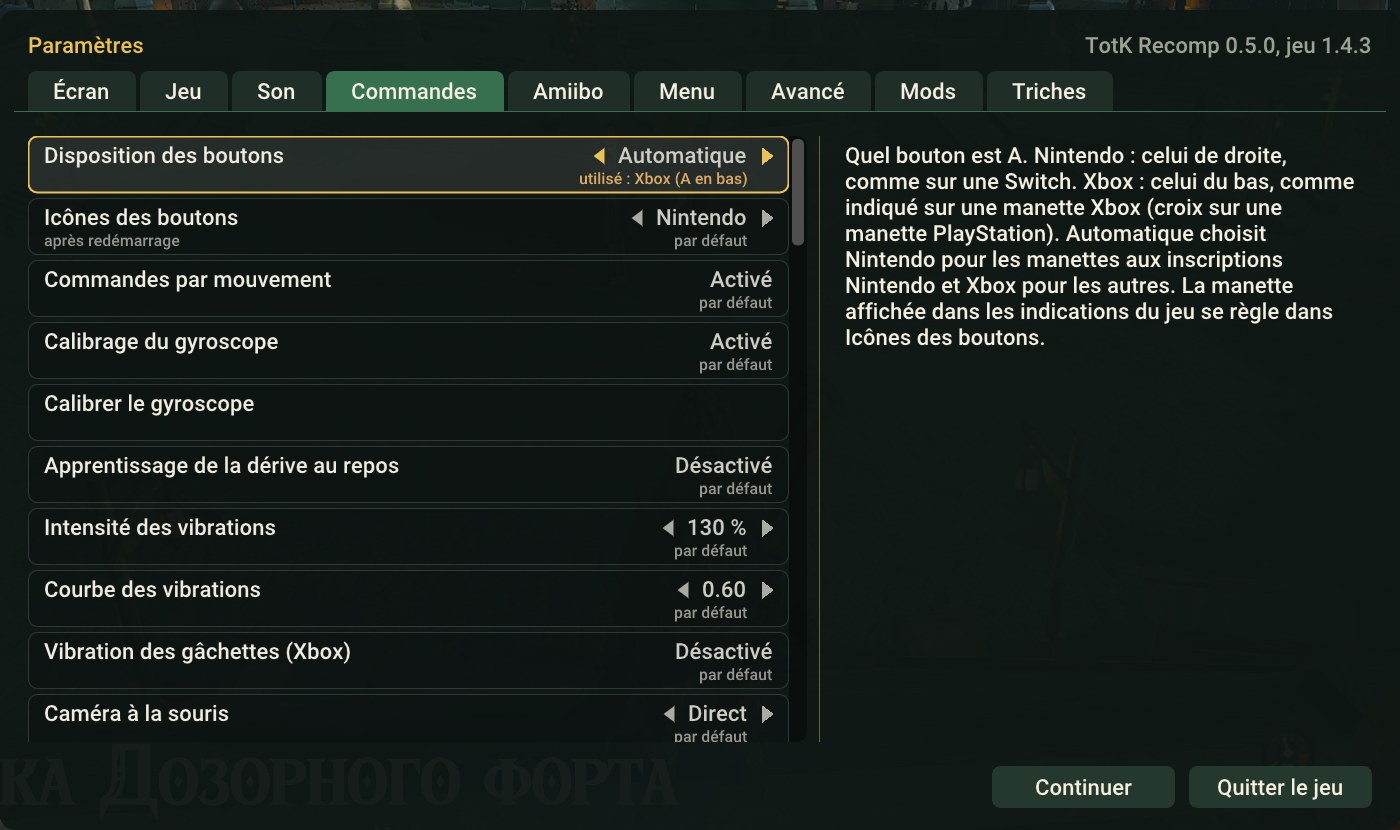 Paramètres
TotK Recomp 0.5.0, jeu 1.4.3
Écran
Jeu
Son
Commandes
Amiibo
Menu
Avancé
Mods
Triches
Disposition des boutons
Automatique
utilisé : Xbox (A en bas)
Icônes des boutons
Nintendo
après redémarrage
par défaut
Commandes par mouvement
Activé
par défaut
Calibrage du gyroscope
Activé
par défaut
Calibrer le gyroscope
Apprentissage de la dérive au repos
Désactivé
par défaut
Intensité des vibrations
130 %
par défaut
Courbe des vibrations
0.60
par défaut
Vibration des gâchettes (Xbox)
Désactivé
par défaut
Caméra à la souris
Direct
par défaut
Quel bouton est A. Nintendo : celui de droite,
comme sur une Switch. Xbox : celui du bas, comme
indiqué sur une manette Xbox (croix sur une
manette PlayStation). Automatique choisit
Nintendo pour les manettes aux inscriptions
Nintendo et Xbox pour les autres. La manette
affichée dans les indications du jeu se règle dans
Icônes des boutons.
ка Дозорного форта
Continuer
Quitter le jeu